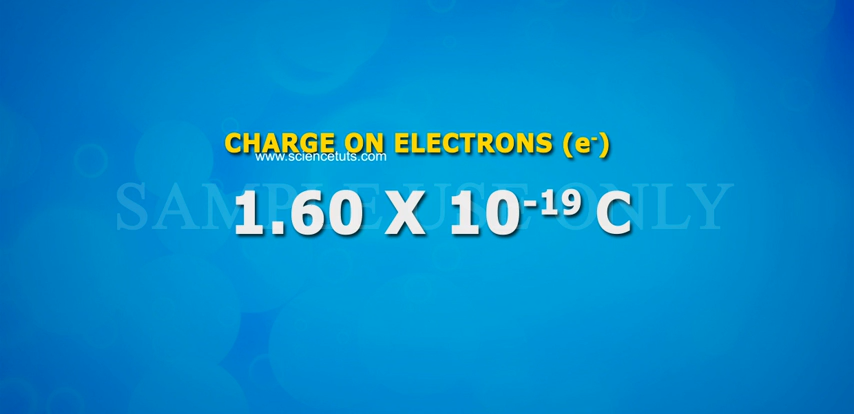 CHARGE ON ELECTRONS (e⁻)
www.sciencetuts.com
SAMPLE USE ONLY
1.60 X 10⁻¹⁹ C